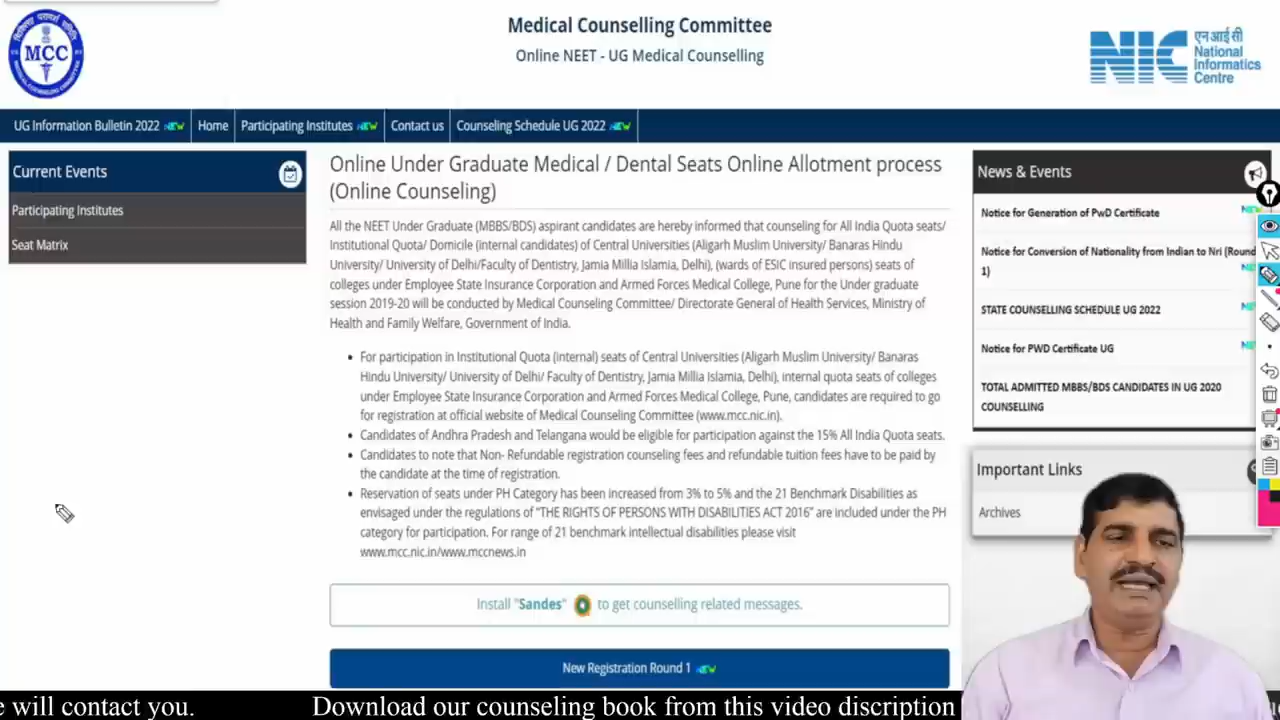 Medical Counselling Committee
Online NEET - UG Medical Counselling
MCC
NIC
एन आई सी
National
Informatics
Centre
UG Information Bulletin 2022 NEW Home Participating Institutes NEW Contact us Counseling Schedule UG 2022 NEW
Current Events
Participating Institutes
Seat Matrix
Online Under Graduate Medical / Dental Seats Online Allotment process
(Online Counseling)
All the NEET Under Graduate (MBBS/BDS) aspirant candidates are hereby informed that counseling for All India Quota seats/
Institutional Quota/ Domicile (internal candidates) of Central Universities (Aligarh Muslim University/ Banaras Hindu
University/ University of Delhi/Faculty of Dentistry, Jamia Millia Islamia, Delhi), (wards of ESIC insured persons) seats of
colleges under Employee State Insurance Corporation and Armed Forces Medical College, Pune for the Under graduate
session 2019-20 will be conducted by Medical Counseling Committee/ Directorate General of Health Services, Ministry of
Health and Family Welfare, Government of India.
• For participation in Institutional Quota (internal) seats of Central Universities (Aligarh Muslim University/ Banaras
Hindu University/ University of Delhi/ Faculty of Dentistry, Jamia Millia Islamia, Delhi), internal quota seats of colleges
under Employee State Insurance Corporation and Armed Forces Medical College, Pune, candidates are required to go
for registration at official website of Medical Counseling Committee (www.mcc.nic.in).
• Candidates of Andhra Pradesh and Telangana would be eligible for participation against the 15% All India Quota seats.
• Candidates to note that Non- Refundable registration counseling fees and refundable tuition fees have to be paid by
the candidate at the time of registration.
• Reservation of seats under PH Category has been increased from 3% to 5% and the 21 Benchmark Disabilities as
envisaged under the regulations of "THE RIGHTS OF PERSONS WITH DISABILITIES ACT 2016" are included under the PH
category for participation. For range of 21 benchmark intellectual disabilities please visit
www.mcc.nic.in/www.mccnews.in
Install "Sandes" to get counselling related messages.
New Registration Round 1 NEW
News & Events
Notice for Generation of PwD Certificate
Notice for Conversion of Nationality from Indian to Nri (Round
1)
STATE COUNSELLING SCHEDULE UG 2022
Notice for PWD Certificate UG
TOTAL ADMITTED MBBS/BDS CANDIDATES IN UG 2020
COUNSELLING
Important Links
Archives
will contact you. Download our counseling book from this video discription